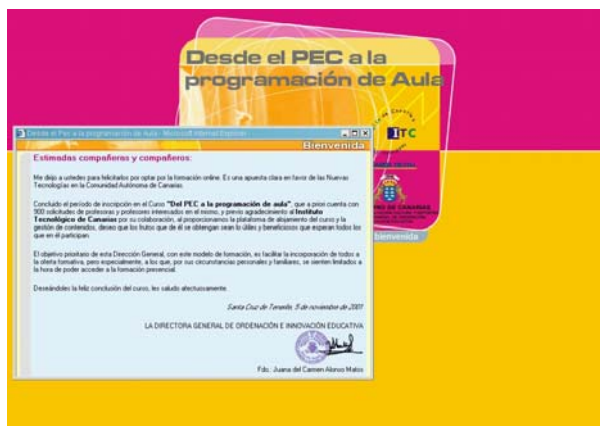 Desde el PEC a la
programación de Aula
ITC
Desde el Pec a la programación de Aula - Microsoft Internet Explorer
Bienvenida
Estimadas compañeras y compañeros:
Me dirijo a ustedes para felicitarlos por optar por la formación online. Es una apuesta clara en favor de las Nuevas
Tecnologías en la Comunidad Autónoma de Canarias.
Concluido el período de inscripción en el Curso "Del PEC a la programación de aula", que a priori cuenta con
900 solicitudes de profesoras y profesores interesados en el mismo, y previo agradecimiento al Instituto
Tecnológico de Canarias por su colaboración, al proporcionarnos la plataforma de alojamiento del curso y la
gestión de contenidos, deseo que los frutos que de él se obtengan sean lo útiles y beneficiosos que esperan todos los
que en él participan.
El objetivo prioritario de esta Dirección General, con este modelo de formación, es facilitar la incorporación de todos a
la oferta formativa, pero especialmente, a los que, por sus circunstancias personales y familiares, se sienten limitados a
la hora de poder acceder a la formación presencial.
Deseándoles la feliz conclusión del curso, les saludo afectuosamente.
Santa Cruz de Tenerife, 5 de noviembre de 2001
LA DIRECTORA GENERAL DE ORDENACIÓN E INNOVACIÓN EDUCATIVA
Fdo.: Juana del Carmen Alonso Matos
DE CANARIAS
bienvenida